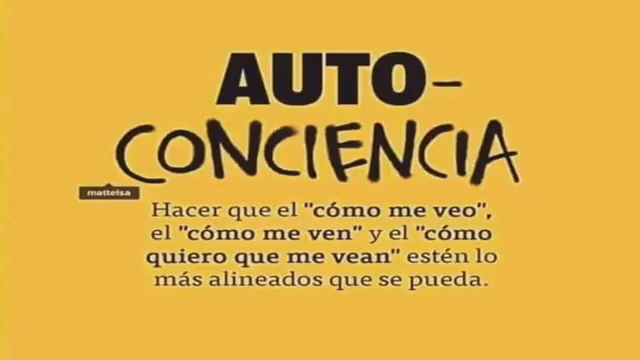 AUTO-
CONCIENCIA
mattelsa
Hacer que el "cómo me veo",
el "cómo me ven" y el "cómo
quiero que me vean" estén lo
más alineados que se pueda.